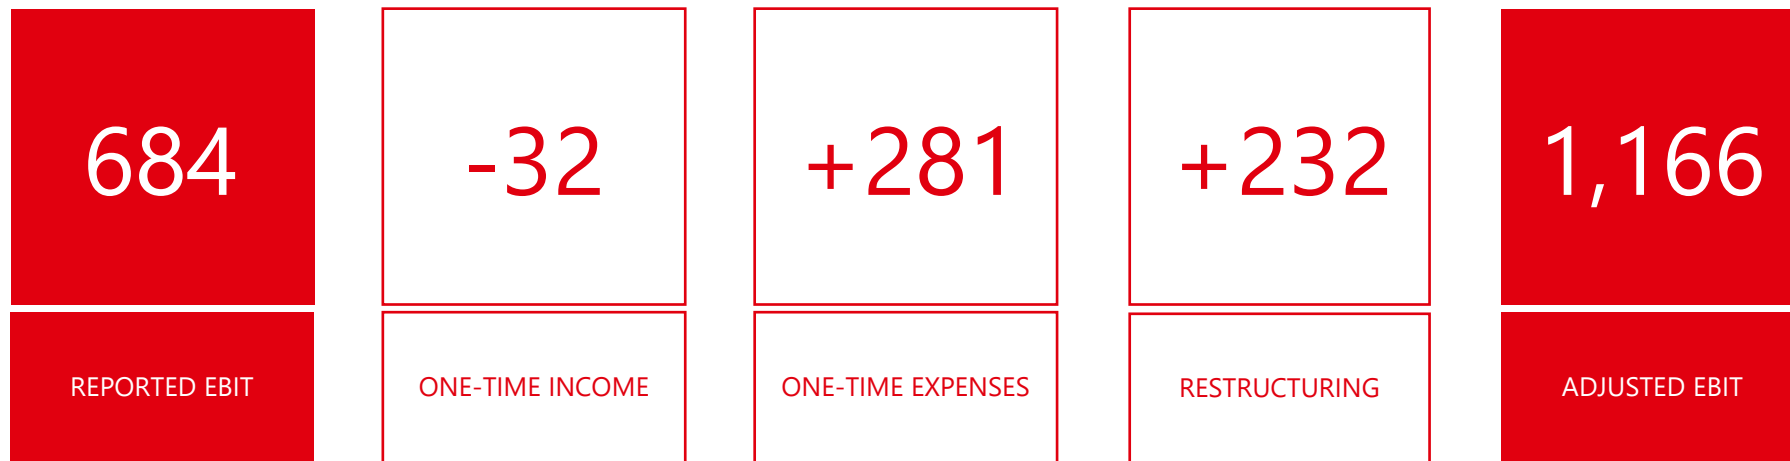 684
-32
+281
+232
1,166
REPORTED EBIT
ONE-TIME INCOME
ONE-TIME EXPENSES
RESTRUCTURING
ADJUSTED EBIT